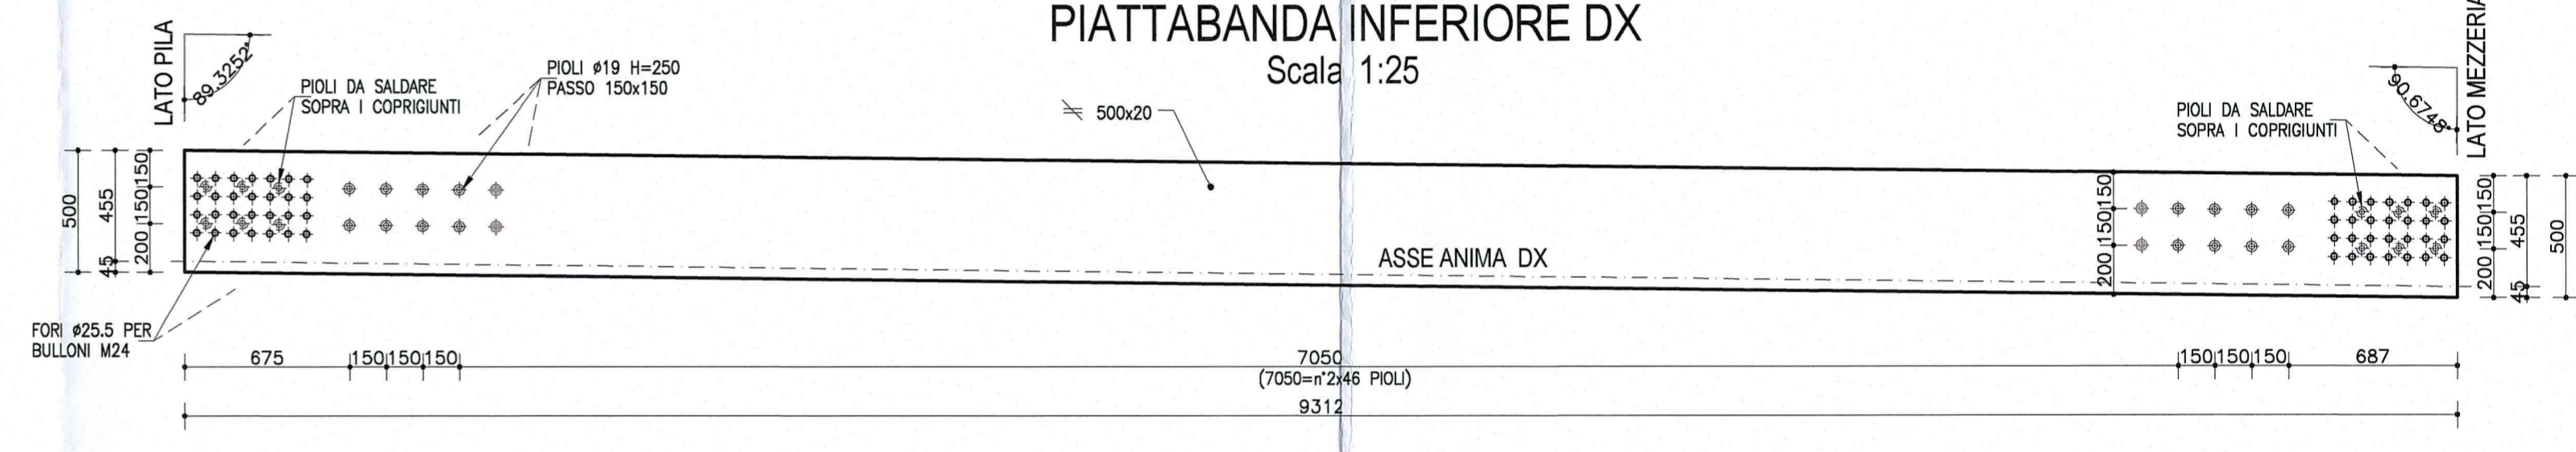 PIATTABANDA INFERIORE DX
Scala 1:25
LATO PILA
89.3252°
PIOLI DA SALDARE
SOPRA I COPRIGIUNTI
PIOLI ø19 H=250
PASSO 150x150
500x20
PIOLI DA SALDARE
SOPRA I COPRIGIUNTI
90.6748°
LATO MEZZERIA
500
455
45
150
150
200
ASSE ANIMA DX
150
150
200
150
150
200
455
45
500
FORI ø25.5 PER
BULLONI M24
675 150 150 150 7050 150 150 150 687
(7050=n°2x46 PIOLI)
9312